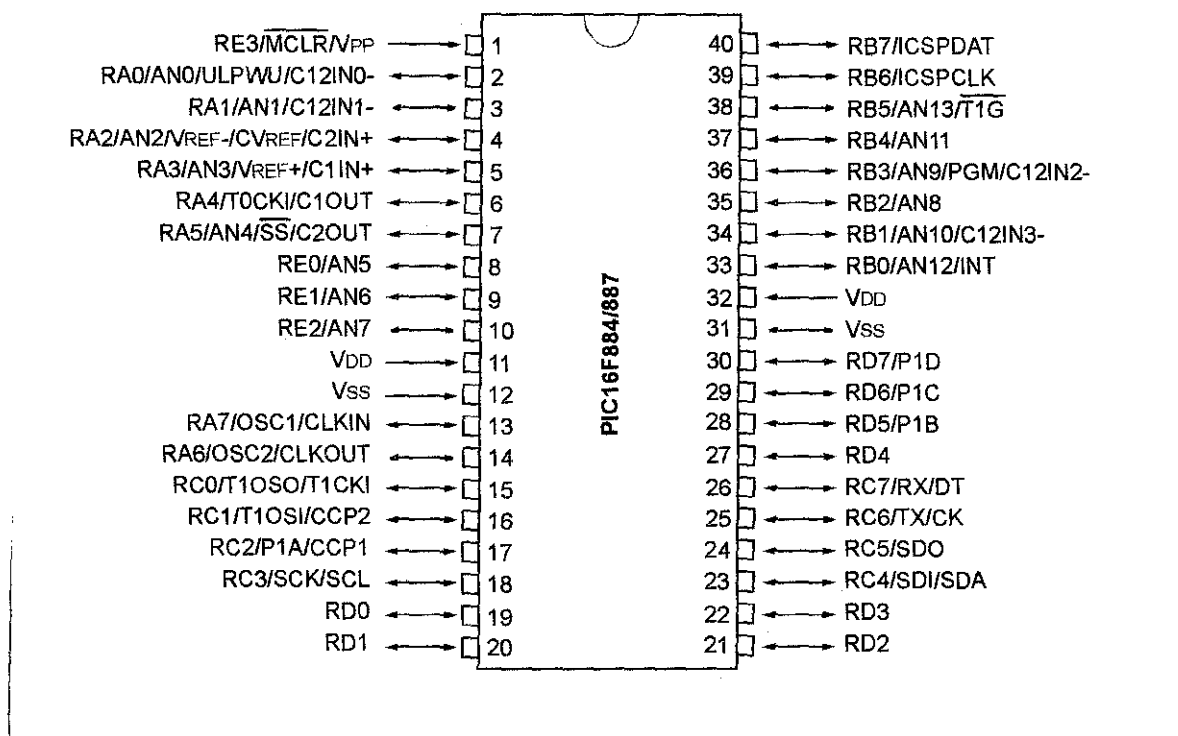 RE3/MCLR/VPP 1
RA0/AN0/ULPWU/C12IN0- 2
RA1/AN1/C12IN1- 3
RA2/AN2/VREF-/CVREF/C2IN+ 4
RA3/AN3/VREF+/C1IN+ 5
RA4/T0CKI/C1OUT 6
RA5/AN4/SS/C2OUT 7
RE0/AN5 8
RE1/AN6 9
RE2/AN7 10
VDD 11
VSS 12
RA7/OSC1/CLKIN 13
RA6/OSC2/CLKOUT 14
RC0/T1OSO/T1CKI 15
RC1/T1OSI/CCP2 16
RC2/P1A/CCP1 17
RC3/SCK/SCL 18
RD0 19
RD1 20
PIC16F884/887
40 RB7/ICSPDAT
39 RB6/ICSPCLK
38 RB5/AN13/T1G
37 RB4/AN11
36 RB3/AN9/PGM/C12IN2-
35 RB2/AN8
34 RB1/AN10/C12IN3-
33 RB0/AN12/INT
32 VDD
31 VSS
30 RD7/P1D
29 RD6/P1C
28 RD5/P1B
27 RD4
26 RC7/RX/DT
25 RC6/TX/CK
24 RC5/SDO
23 RC4/SDI/SDA
22 RD3
21 RD2